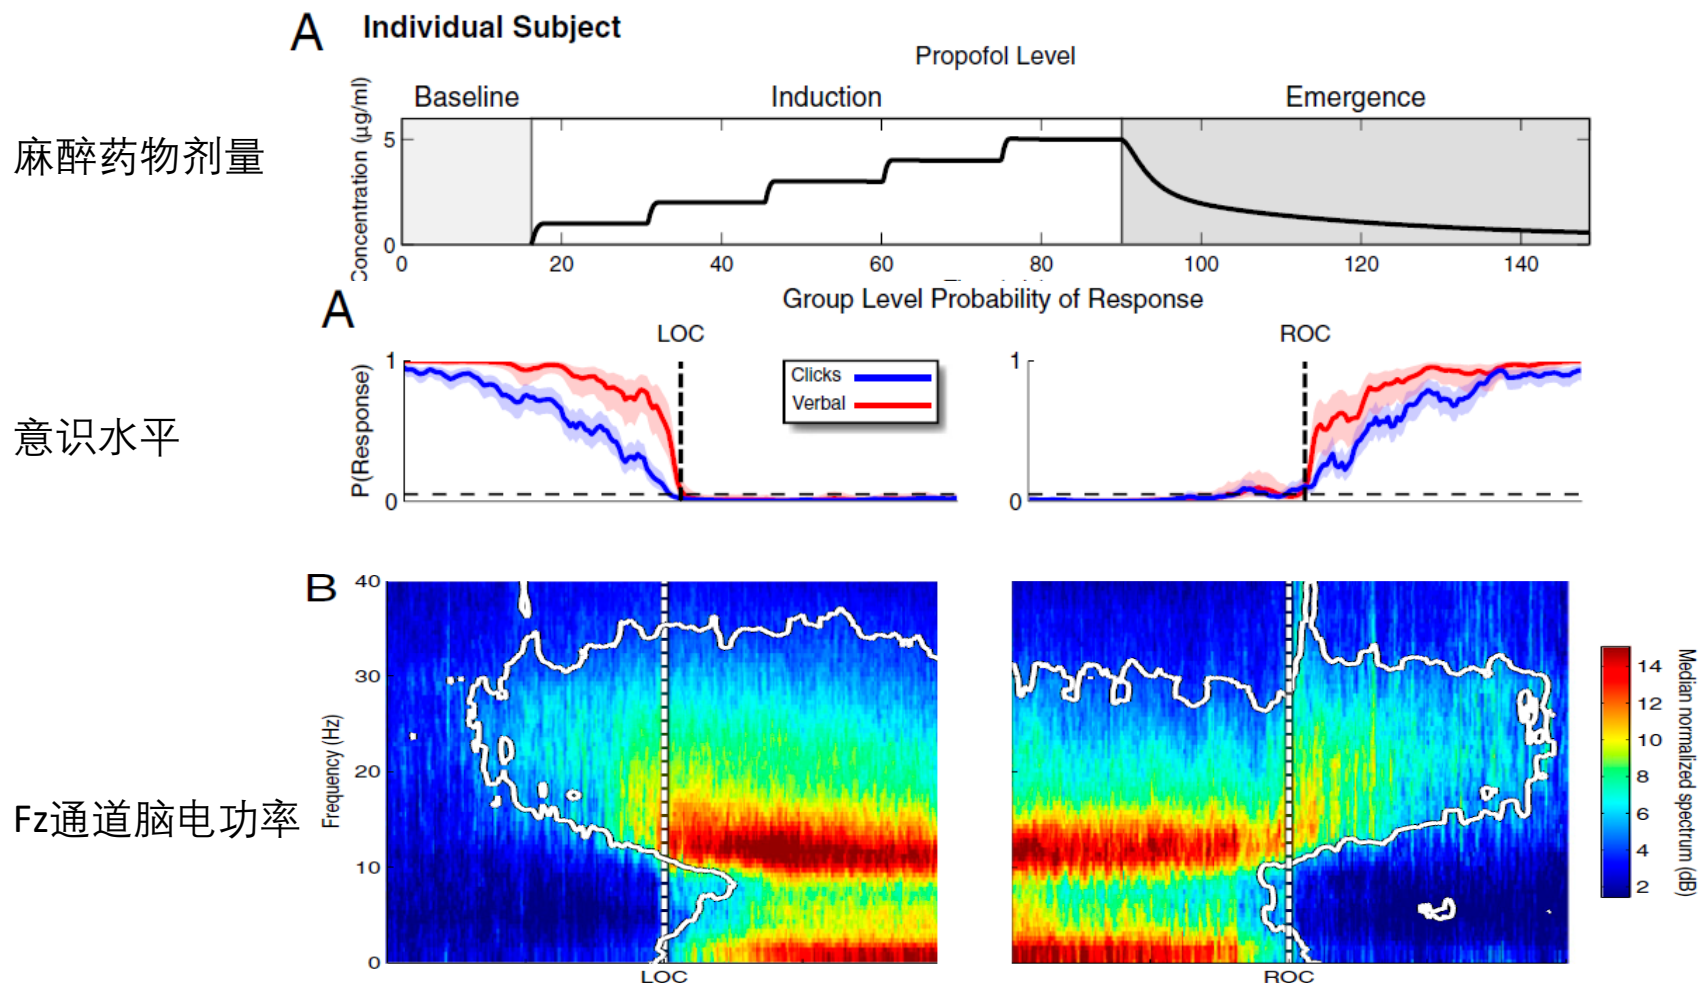 A Individual Subject
Propofol Level
Baseline Induction Emergence
麻醉药物剂量
Concentration (µg/ml)
5
0
0 20 40 60 80 100 120 140
A Group Level Probability of Response
LOC ROC
意识水平
P(Response)
1
0
Clicks
Verbal
1
0
B
Fz通道脑电功率
Frequency (Hz)
40
30
20
10
0
LOC ROC
14
12
10
8
6
4
2
Median normalized spectrum (dB)